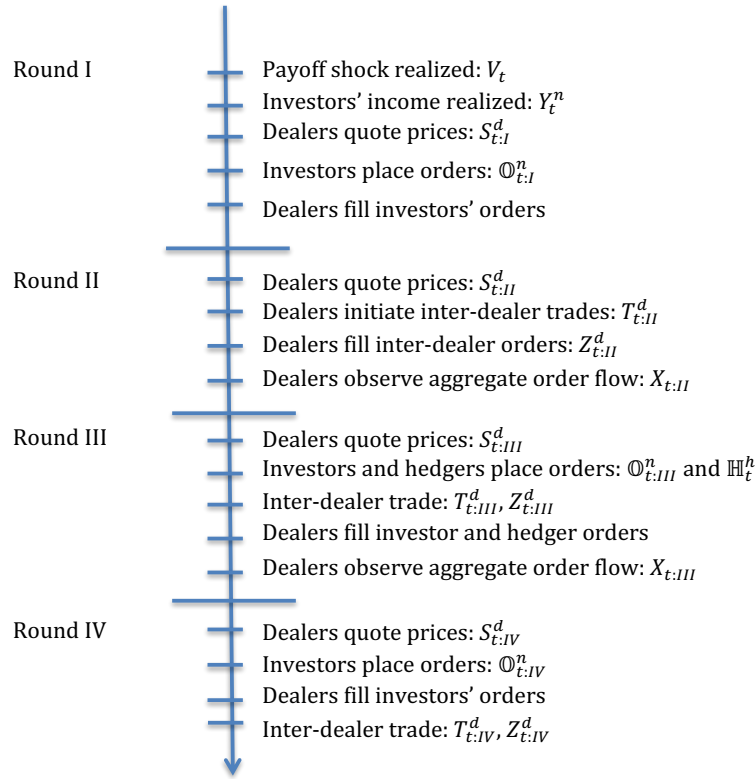 Round I
Payoff shock realized: V_t
Investors’ income realized: Y_t^n
Dealers quote prices: S_{t:I}^d
Investors place orders: 𝕆_{t:I}^n
Dealers fill investors’ orders
Round II
Dealers quote prices: S_{t:II}^d
Dealers initiate inter-dealer trades: T_{t:II}^d
Dealers fill inter-dealer orders: Z_{t:II}^d
Dealers observe aggregate order flow: X_{t:II}
Round III
Dealers quote prices: S_{t:III}^d
Investors and hedgers place orders: 𝕆_{t:III}^n and ℍ_t^h
Inter-dealer trade: T_{t:III}^d, Z_{t:III}^d
Dealers fill investor and hedger orders
Dealers observe aggregate order flow: X_{t:III}
Round IV
Dealers quote prices: S_{t:IV}^d
Investors place orders: 𝕆_{t:IV}^n
Dealers fill investors’ orders
Inter-dealer trade: T_{t:IV}^d, Z_{t:IV}^d